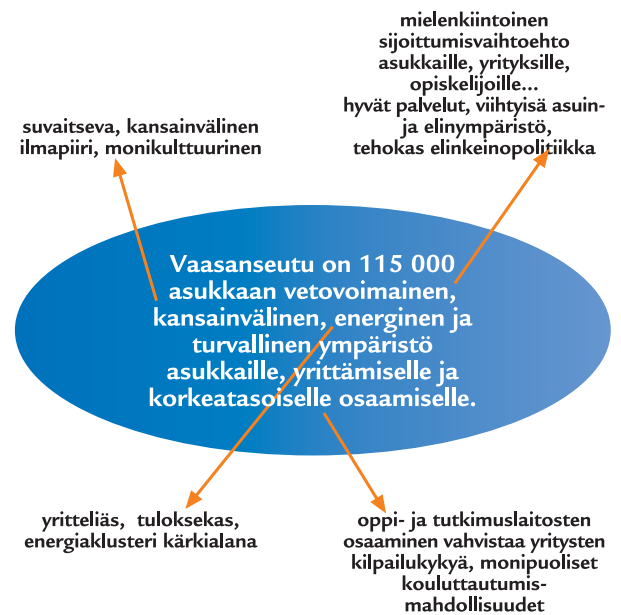 mielenkiintoinen
sijoittumisvaihtoehto
asukkaille, yrityksille,
opiskelijoille...
hyvät palvelut, viihtyisä asuin-
ja elinympäristö,
tehokas elinkeinopolitiikka
suvaitseva, kansainvälinen
ilmapiiri, monikulttuurinen
Vaasanseutu on 115 000
asukkaan vetovoimainen,
kansainvälinen, energinen ja
turvallinen ympäristö
asukkaille, yrittämiselle ja
korkeatasoiselle osaamiselle.
yritteliäs, tuloksekas,
energiaklusteri kärkialana
oppi- ja tutkimuslaitosten
osaaminen vahvistaa yritysten
kilpailukykyä, monipuoliset
kouluttautumis-
mahdollisuudet